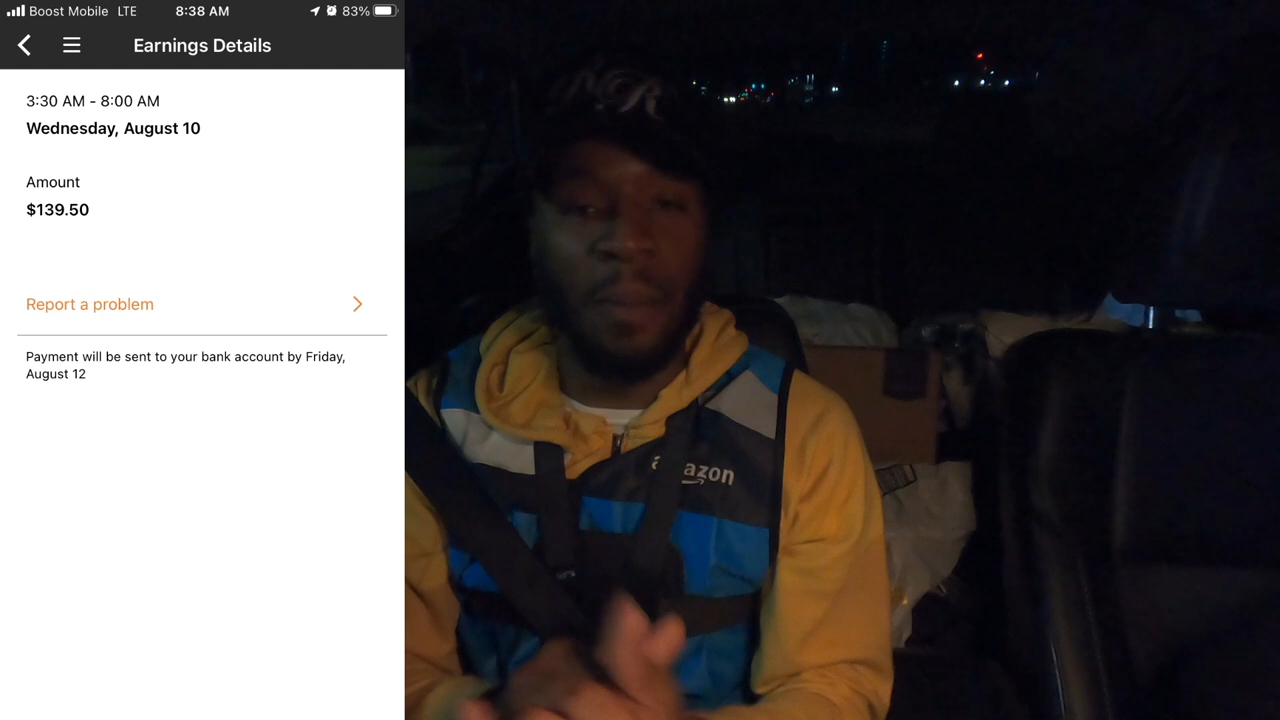 Boost Mobile LTE 8:38 AM 83%
Earnings Details
3:30 AM - 8:00 AM
Wednesday, August 10
Amount
$139.50
Report a problem
Payment will be sent to your bank account by Friday,
August 12
amazon